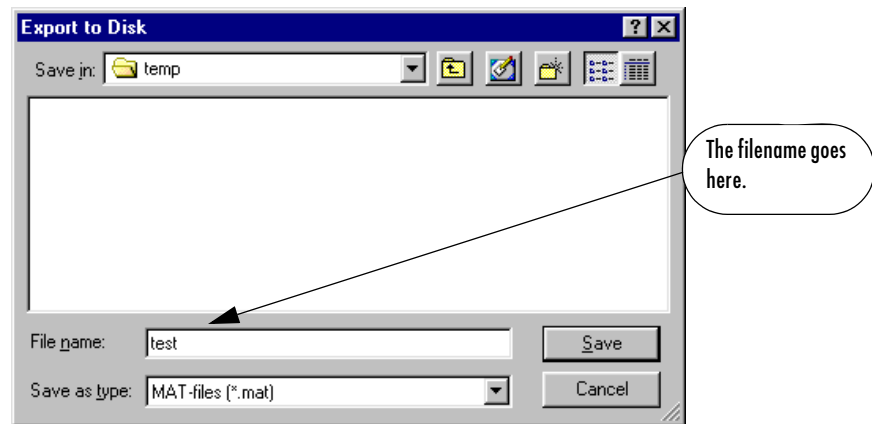 Export to Disk
Save in: temp
The filename goes
here.
File name: test
Save
Save as type: MAT-files (*.mat)
Cancel